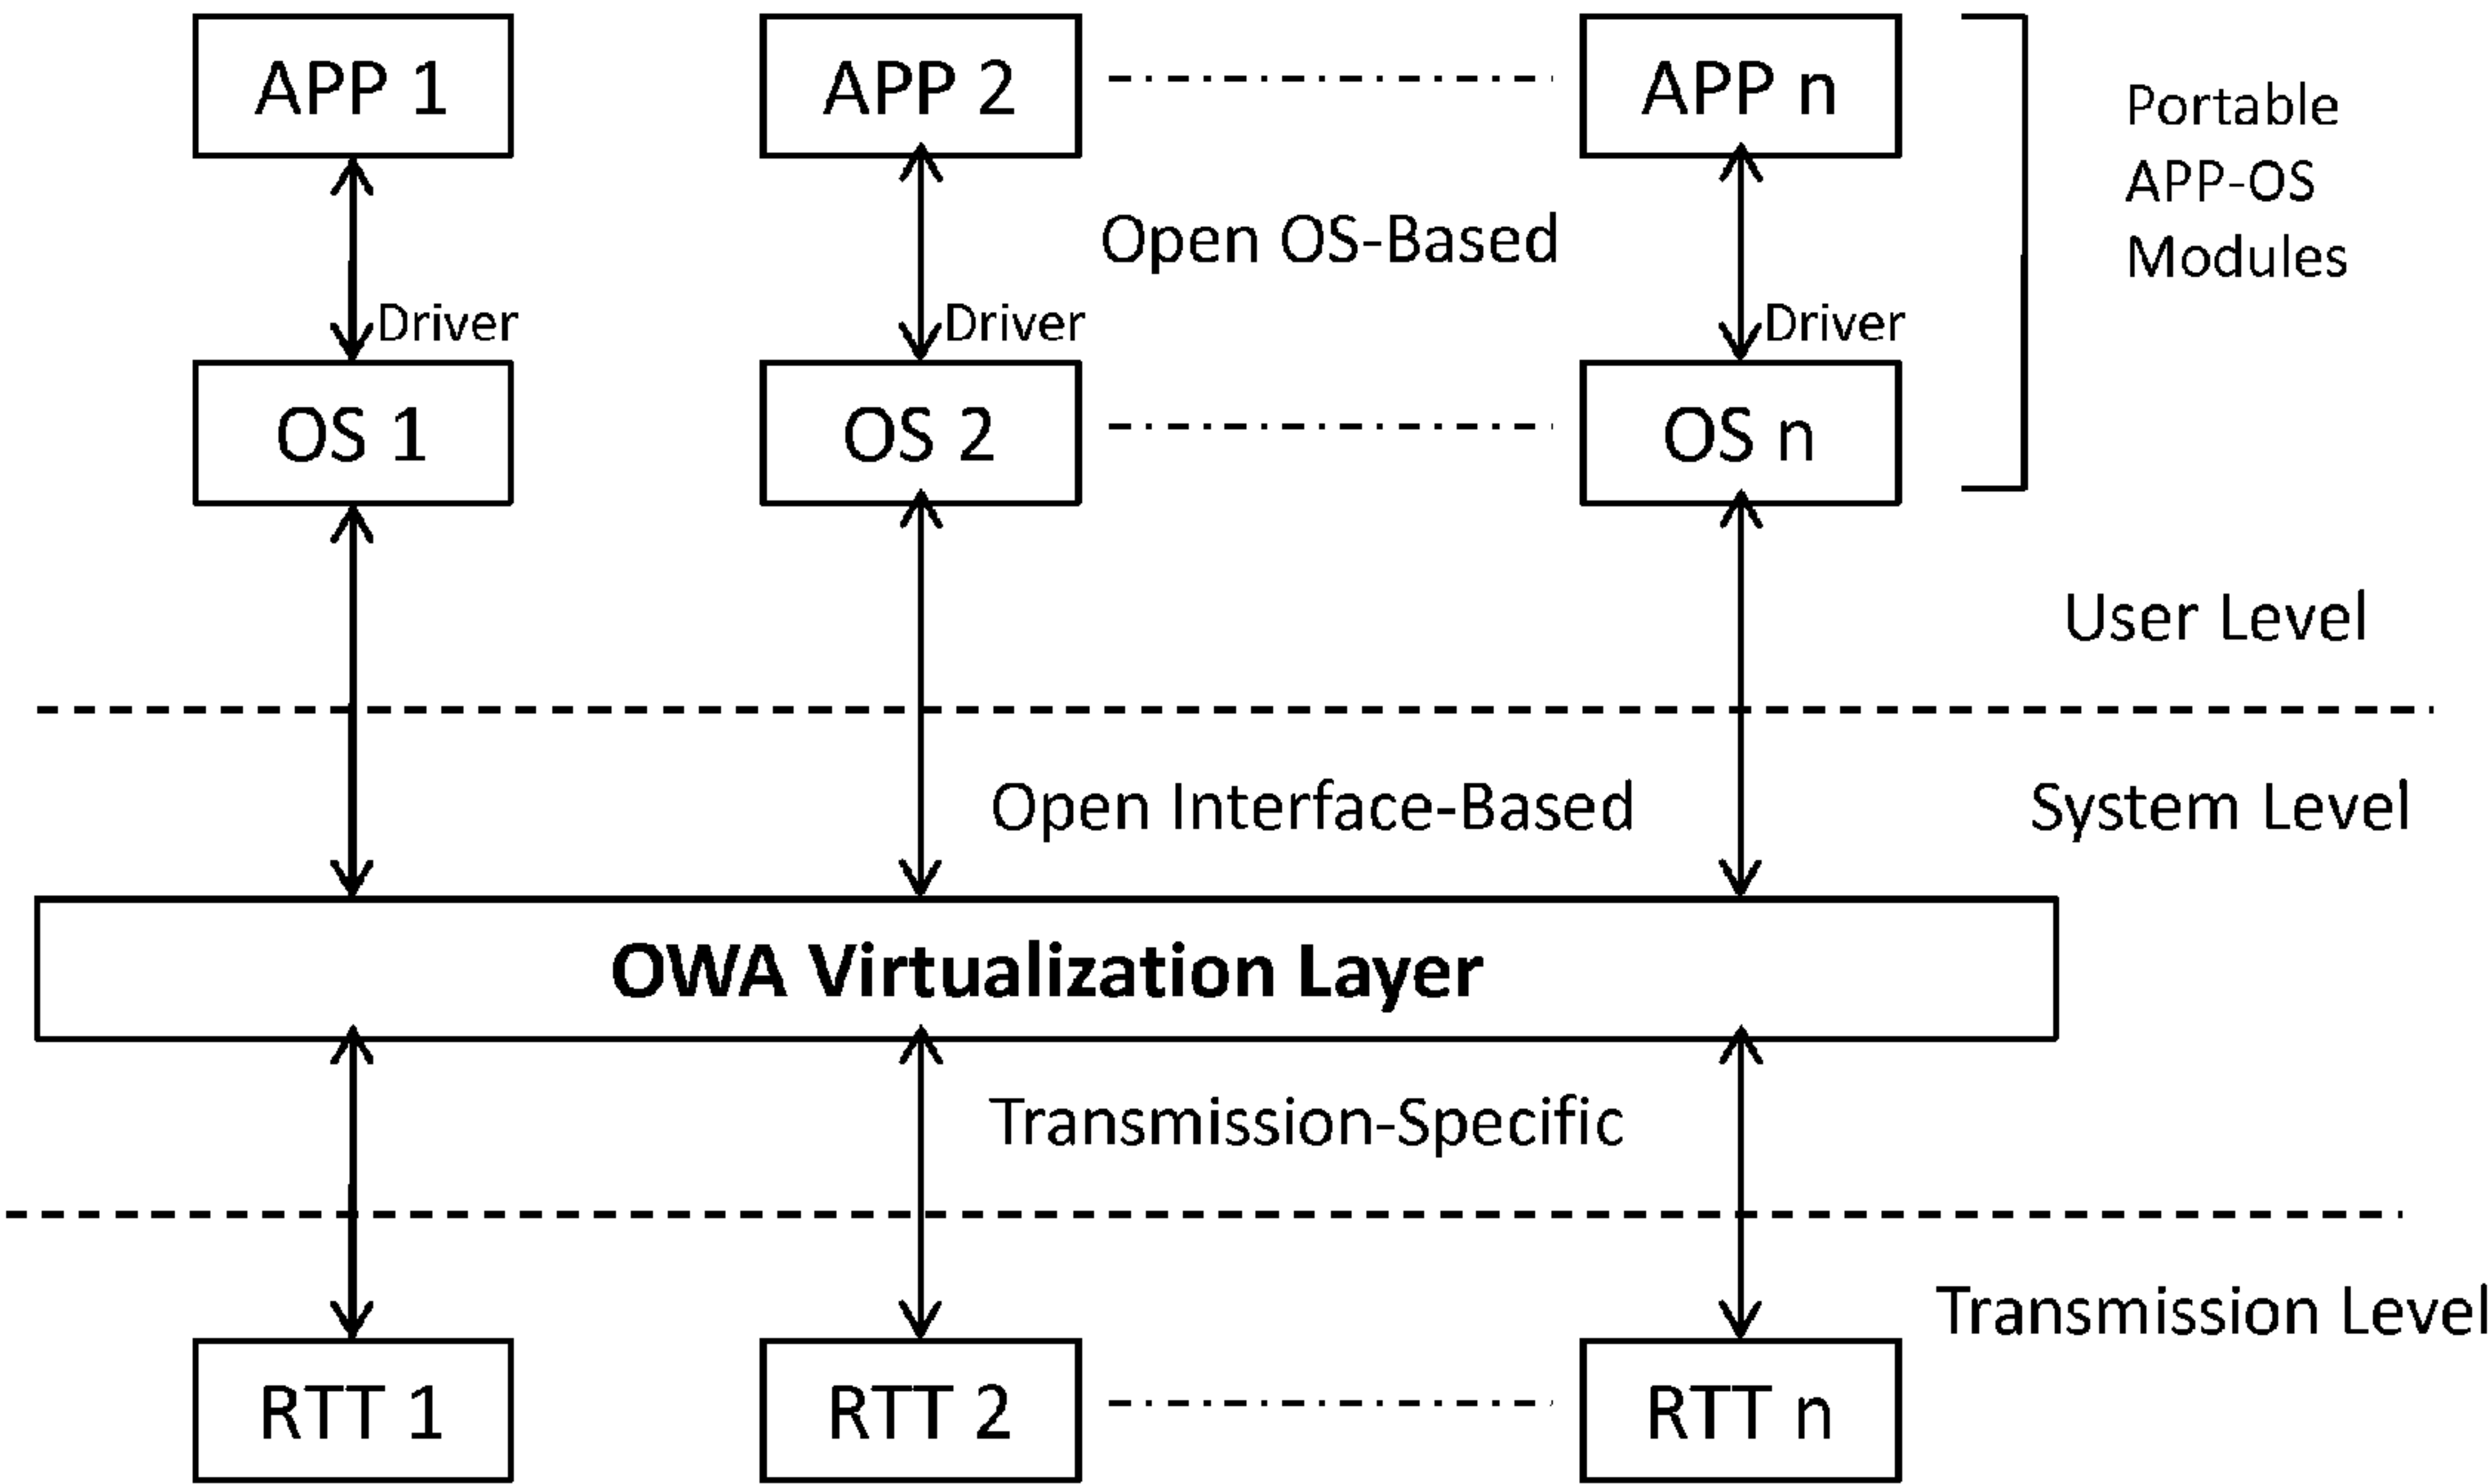 APP 1
APP 2
APP n
Portable
APP-OS
Modules
Open OS-Based
Driver
Driver
Driver
OS 1
OS 2
OS n
User Level
Open Interface-Based
System Level
OWA Virtualization Layer
Transmission-Specific
Transmission Level
RTT 1
RTT 2
RTT n